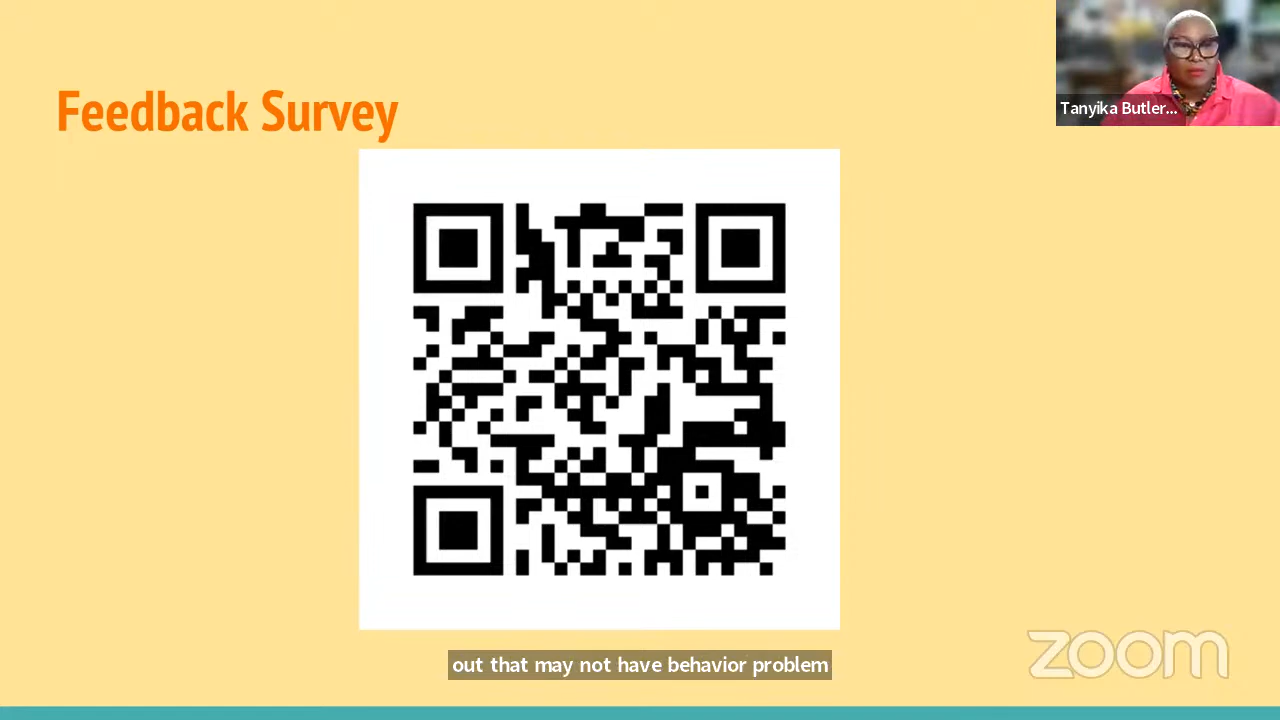 Feedback Survey
Tanyika Butler...
out that may not have behavior problem
zoom